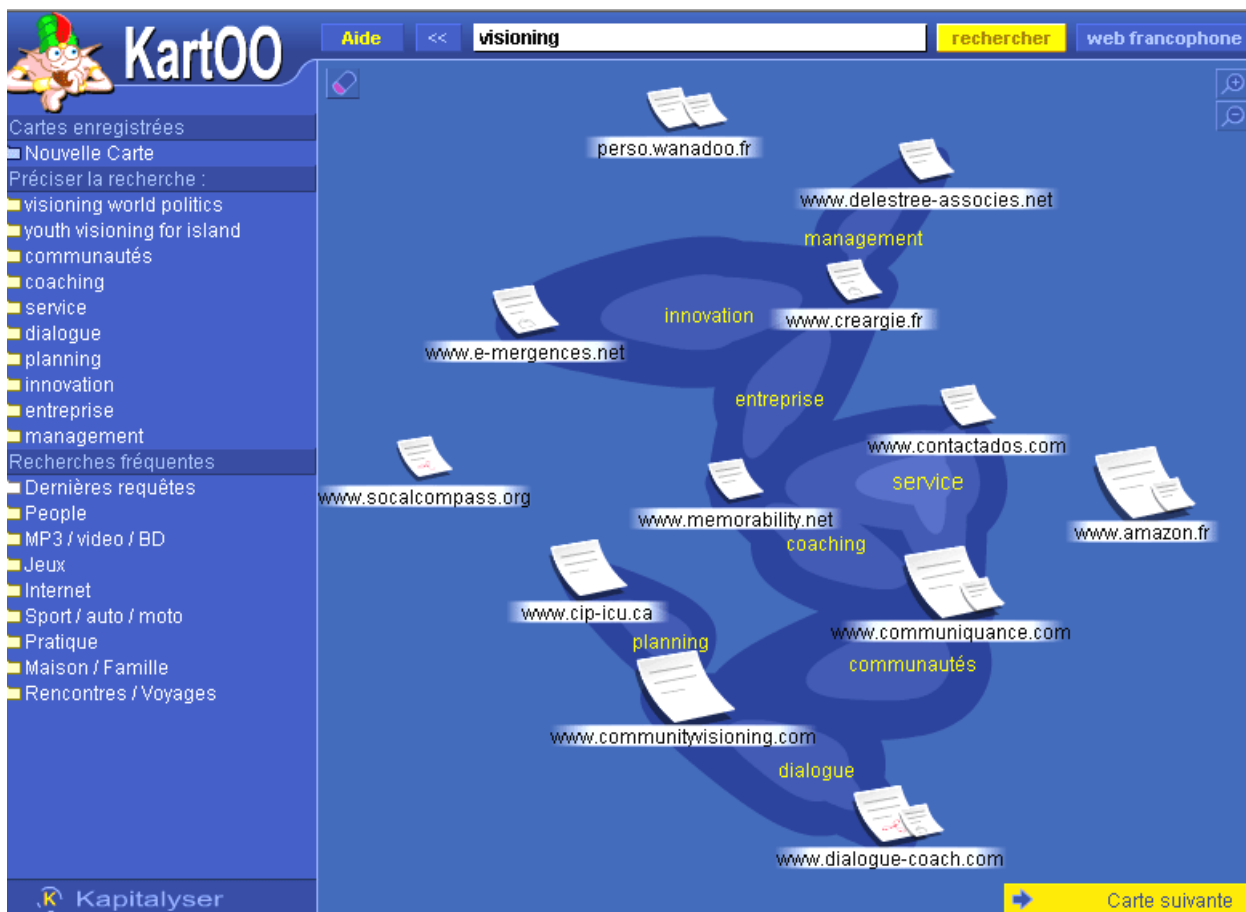 KartOO
Aide << visioning rechercher web francophone
Cartes enregistrées
Nouvelle Carte
Préciser la recherche :
visioning world politics
youth visioning for island
communautés
coaching
service
dialogue
planning
innovation
entreprise
management
Recherches fréquentes
Dernières requêtes
People
MP3 / video / BD
Jeux
Internet
Sport / auto / moto
Pratique
Maison / Famille
Rencontres / Voyages
K Kapitalyser
perso.wanadoo.fr
www.delestree-associes.net
management
innovation
www.creargie.fr
www.e-mergences.net
entreprise
www.contactados.com
service
www.socalcompass.org
www.memorability.net
www.amazon.fr
coaching
www.cip-icu.ca
www.communiquance.com
planning
communautés
www.communityvisioning.com
dialogue
www.dialogue-coach.com
Carte suivante